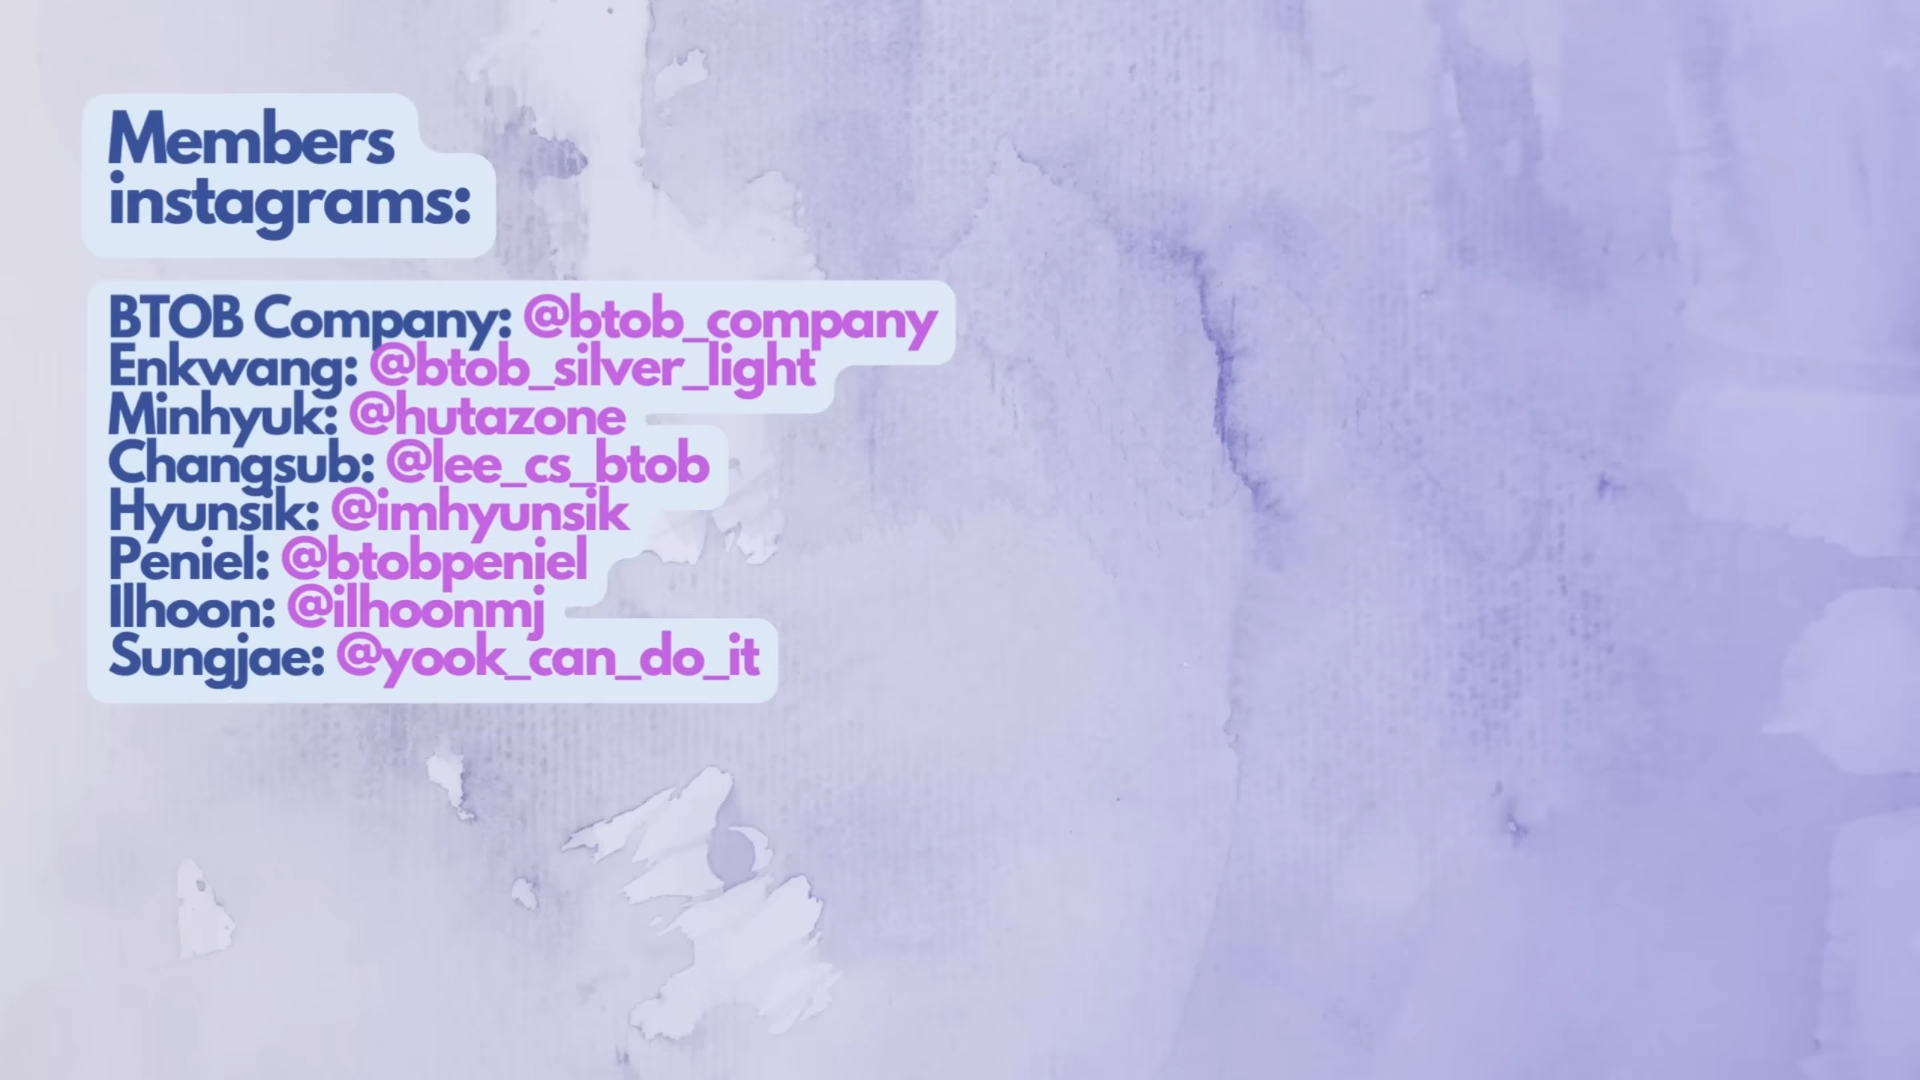 Members
instagrams:
BTOB Company: @btob_company
Enkwang: @btob_silver_light
Minhyuk: @hutazone
Changsub: @lee_cs_btob
Hyunsik: @imhyunsik
Peniel: @btobpeniel
Ilhoon: @ilhoonmj
Sungjae: @yook_can_do_it